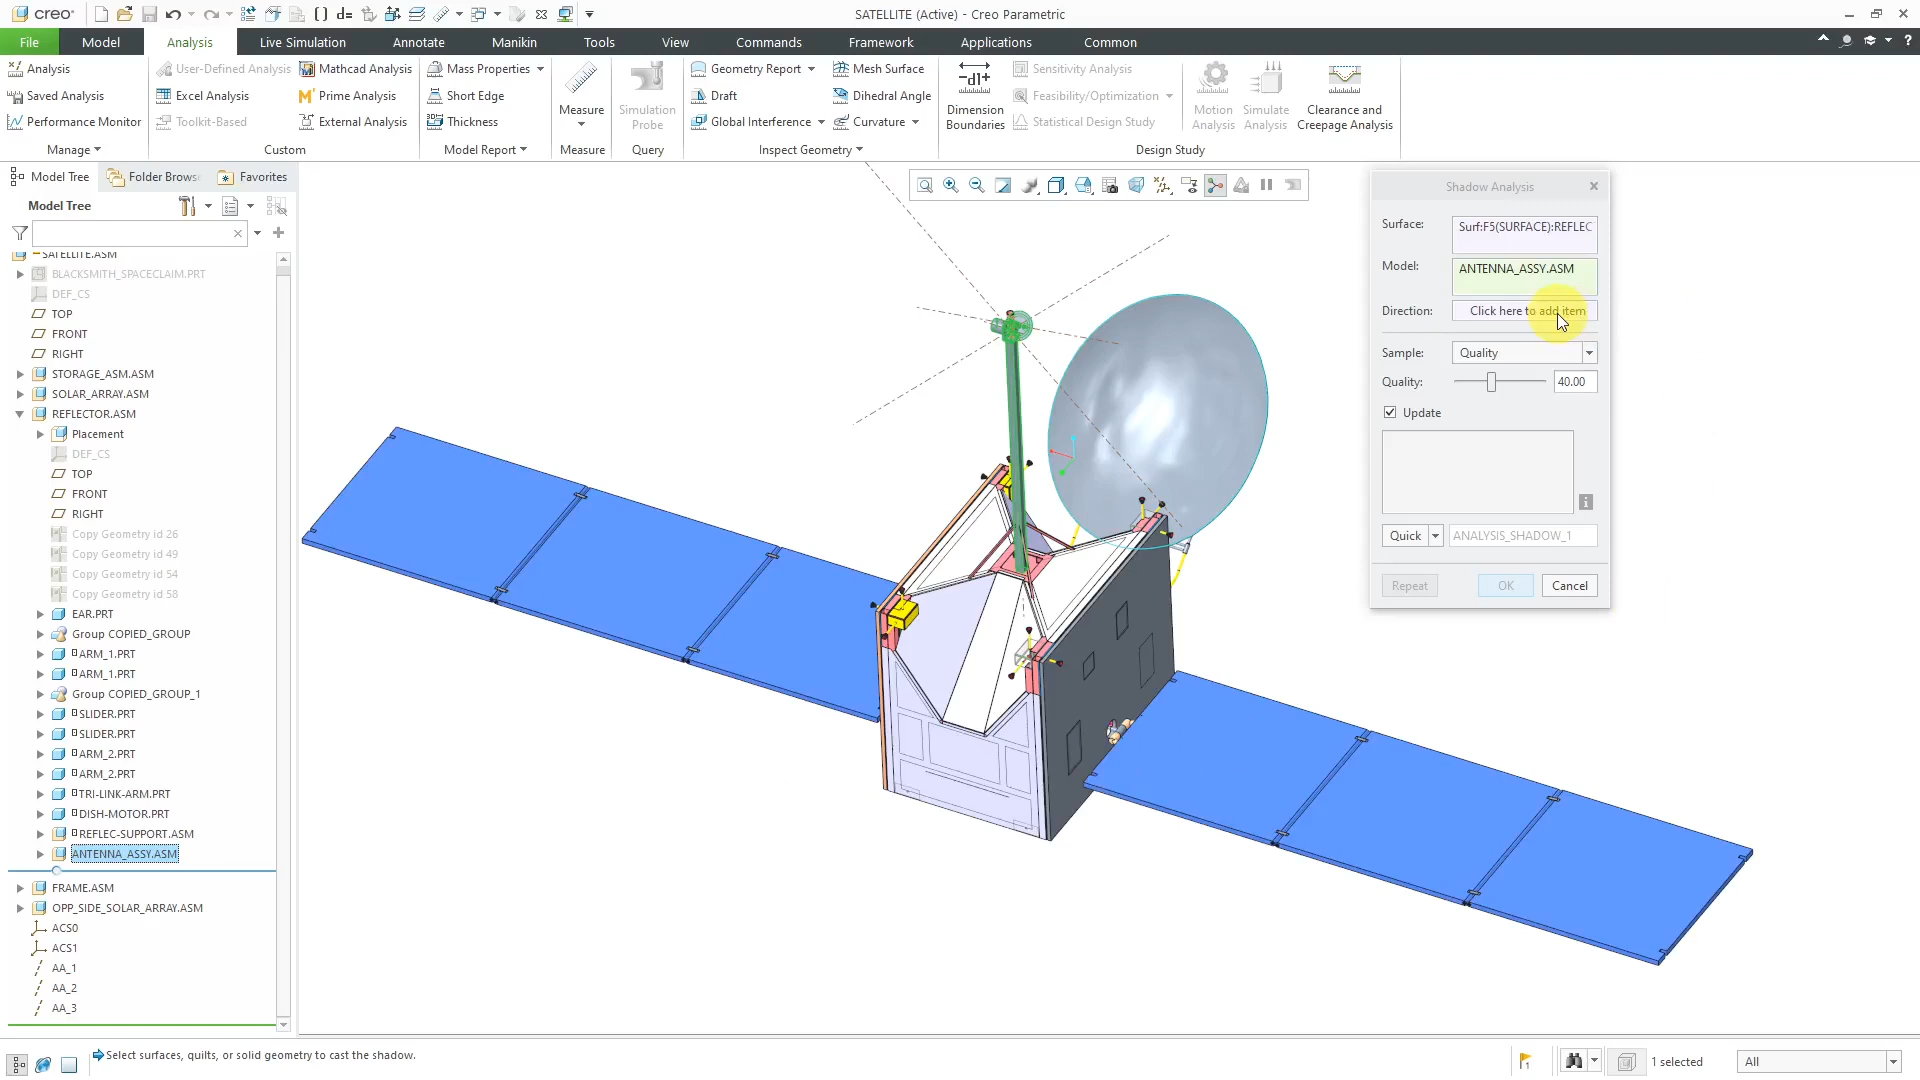 creo
SATELLITE (Active) - Creo Parametric
File
Model
Analysis
Live Simulation
Annotate
Manikin
Tools
View
Commands
Framework
Applications
Common
Analysis
Saved Analysis
Performance Monitor
Manage
User-Defined Analysis
Excel Analysis
Toolkit-Based
Mathcad Analysis
Prime Analysis
External Analysis
Custom
Mass Properties
Short Edge
Thickness
Model Report
Measure
Measure
Simulation
Probe
Query
Geometry Report
Draft
Global Interference
Mesh Surface
Dihedral Angle
Curvature
Inspect Geometry
Dimension
Boundaries
Sensitivity Analysis
Feasibility/Optimization
Statistical Design Study
Motion
Analysis
Simulate
Analysis
Clearance and
Creepage Analysis
Design Study
Model Tree
Folder Brows
Favorites
Model Tree
SATELLITE.ASM
BLACKSMITH_SPACECLAIM.PRT
DEF_CS
TOP
FRONT
RIGHT
STORAGE_ASM.ASM
SOLAR_ARRAY.ASM
REFLECTOR.ASM
Placement
DEF_CS
TOP
FRONT
RIGHT
Copy Geometry id 26
Copy Geometry id 49
Copy Geometry id 54
Copy Geometry id 58
EAR.PRT
Group COPIED_GROUP
ARM_1.PRT
ARM_1.PRT
Group COPIED_GROUP_1
SLIDER.PRT
SLIDER.PRT
ARM_2.PRT
ARM_2.PRT
TRI-LINK-ARM.PRT
DISH-MOTOR.PRT
REFLEC-SUPPORT.ASM
ANTENNA_ASSY.ASM
FRAME.ASM
OPP_SIDE_SOLAR_ARRAY.ASM
ACS0
ACS1
AA_1
AA_2
AA_3
Shadow Analysis
Surface:
Surf:F5(SURFACE):REFLEC
Model:
ANTENNA_ASSY.ASM
Direction:
Click here to add item
Sample:
Quality
Quality:
40.00
Update
Quick
ANALYSIS_SHADOW_1
Repeat
OK
Cancel
Select surfaces, quilts, or solid geometry to cast the shadow.
1 selected
All